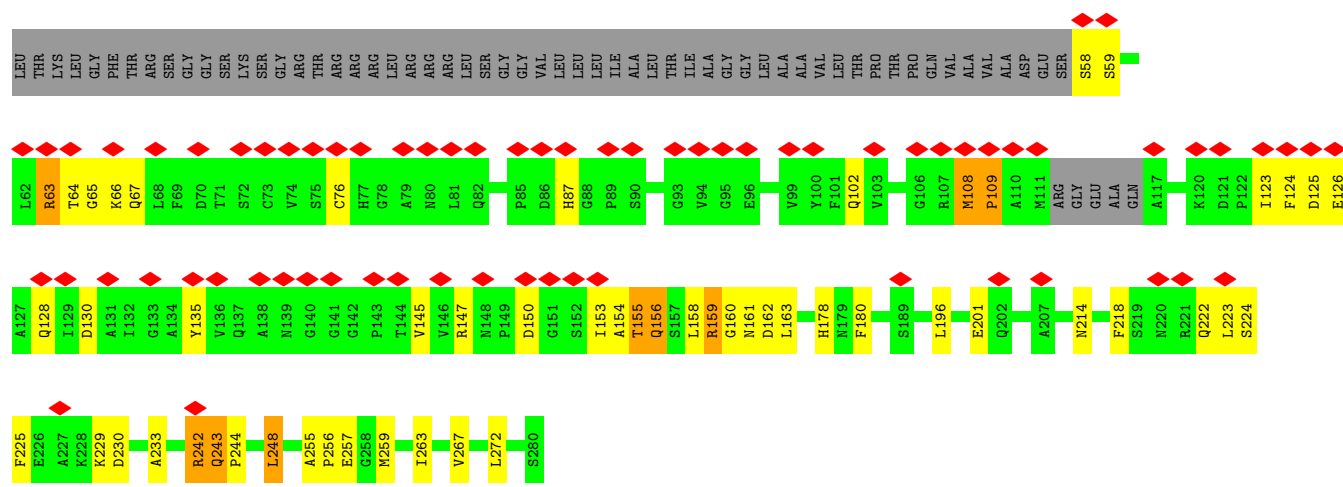 LEU THR LYS LEU GLY PHE THR ARG SER GLY GLY SER LYS SER GLY ARG THR ARG ARG ARG LEU ARG ARG ARG LEU SER GLY GLY VAL LEU LEU LEU ILE ALA LEU THR ILE ALA GLY GLY LEU ALA ALA VAL LEU THR PRO THR PRO GLN VAL ALA VAL ALA ASP GLU SER S58 S59
L62 R63 T64 G65 K66 Q67 L68 F69 D70 T71 S72 C73 V74 S75 C76 H77 G78 A79 N80 L81 Q82 P85 D86 H87 G88 P89 S90 G93 V94 G95 E96 V99 Y100 F101 Q102 V103 G106 R107 M108 P109 A110 M111 ARG GLY GLU ALA GLN A117 K120 D121 P122 I123 F124 D125 E126
A127 Q128 I129 D130 A131 I132 G133 A134 Y135 V136 Q137 A138 N139 G140 G141 G142 P143 T144 V145 V146 R147 N148 P149 D150 G151 S152 I153 A154 T155 Q156 S157 L158 R159 G160 N161 D162 L163 H178 N179 F180 S189 L196 E201 Q202 A207 N214 F218 S219 N220 R221 Q222 L223 S224
F225 E226 A227 K228 K229 D230 A233 R242 Q243 P244 L248 A255 P256 E257 G258 M259 I263 V267 L272 S280